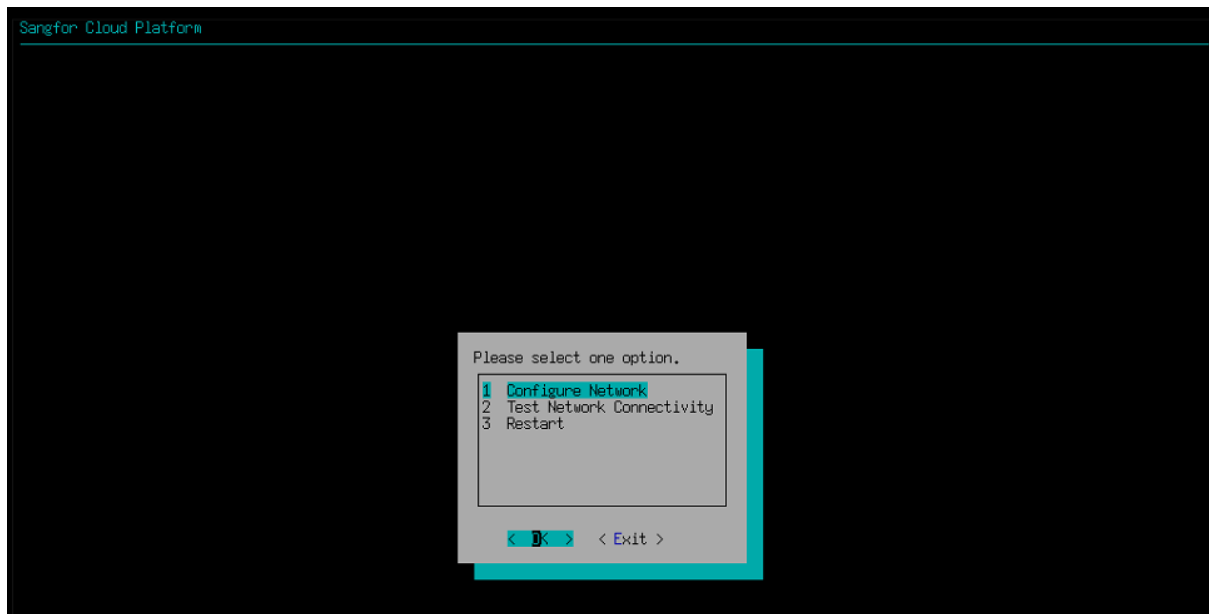 Sangfor Cloud Platform
Please select one option.
1 Configure Network
2 Test Network Connectivity
3 Restart
< OK > < Exit >